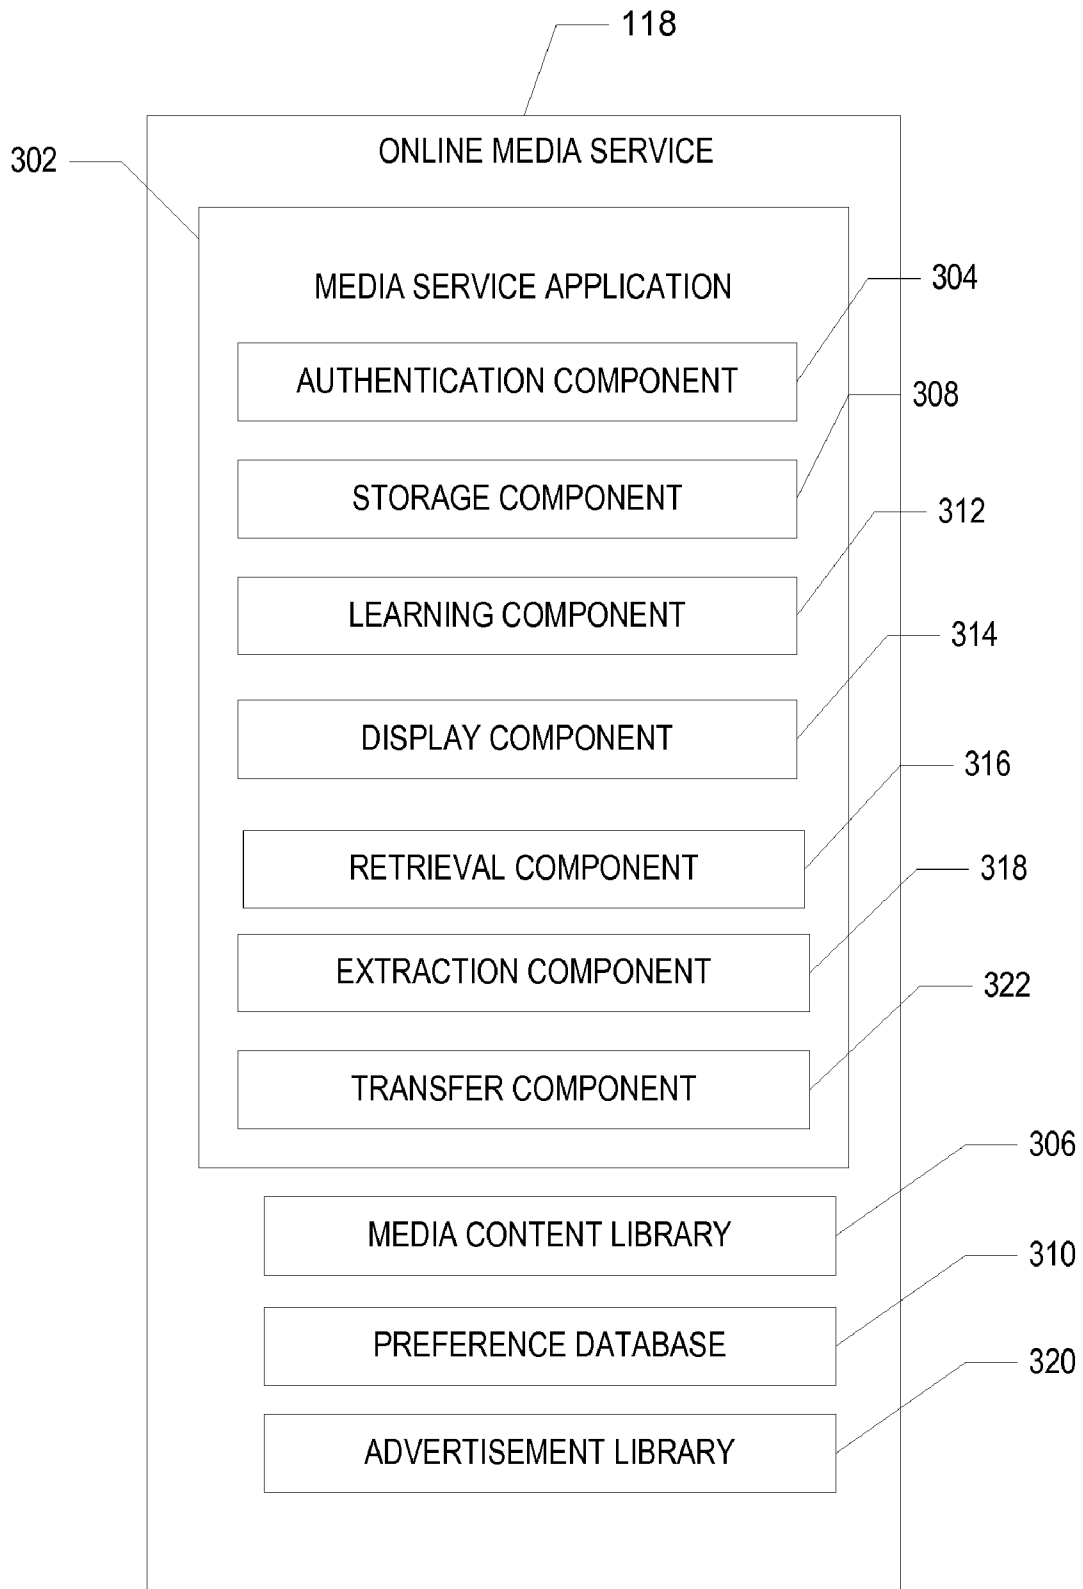 118
ONLINE MEDIA SERVICE
302
MEDIA SERVICE APPLICATION
304
AUTHENTICATION COMPONENT
308
STORAGE COMPONENT
312
LEARNING COMPONENT
314
DISPLAY COMPONENT
316
RETRIEVAL COMPONENT
318
EXTRACTION COMPONENT
322
TRANSFER COMPONENT
306
MEDIA CONTENT LIBRARY
310
PREFERENCE DATABASE
320
ADVERTISEMENT LIBRARY